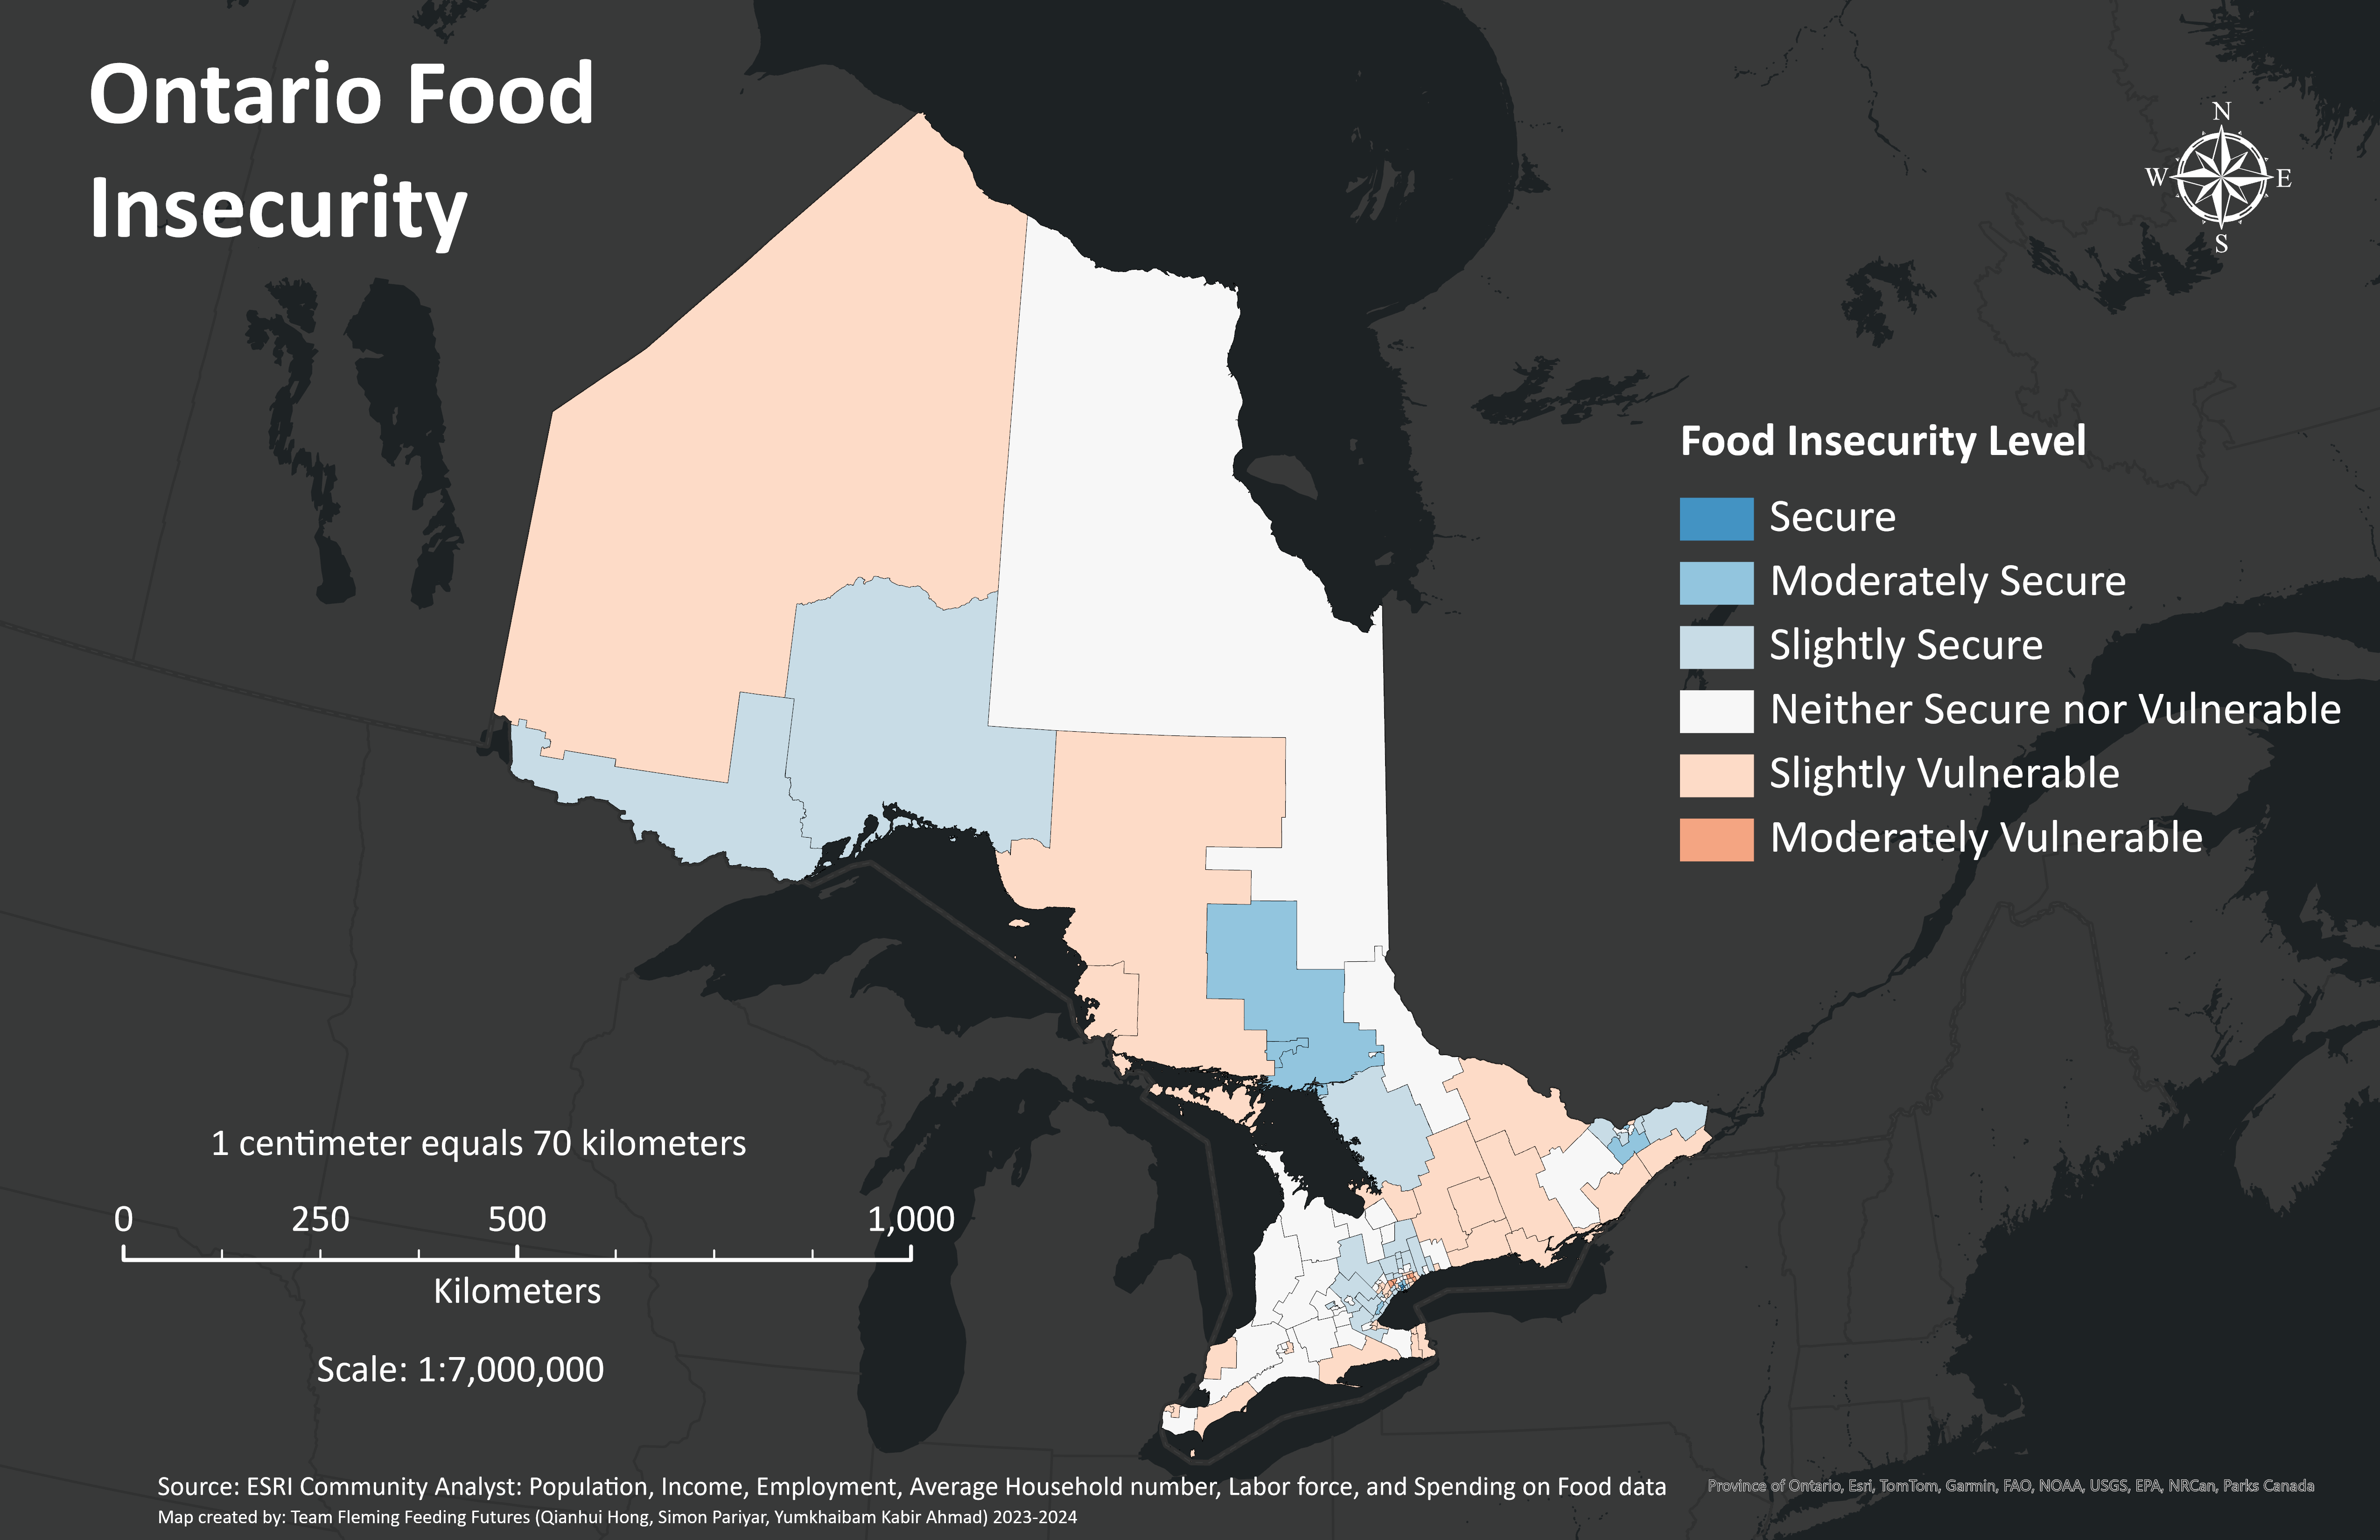 Ontario Food
Insecurity
N
W
E
S
Food Insecurity Level
Secure
Moderately Secure
Slightly Secure
Neither Secure nor Vulnerable
Slightly Vulnerable
Moderately Vulnerable
1 centimeter equals 70 kilometers
0 250 500 1,000
Kilometers
Scale: 1:7,000,000
Source: ESRI Community Analyst: Population, Income, Employment, Average Household number, Labor force, and Spending on Food data
Province of Ontario, Esri, TomTom, Garmin, FAO, NOAA, USGS, EPA, NRCan, Parks Canada
Map created by: Team Fleming Feeding Futures (Qianhui Hong, Simon Pariyar, Yumkhaibam Kabir Ahmad) 2023-2024